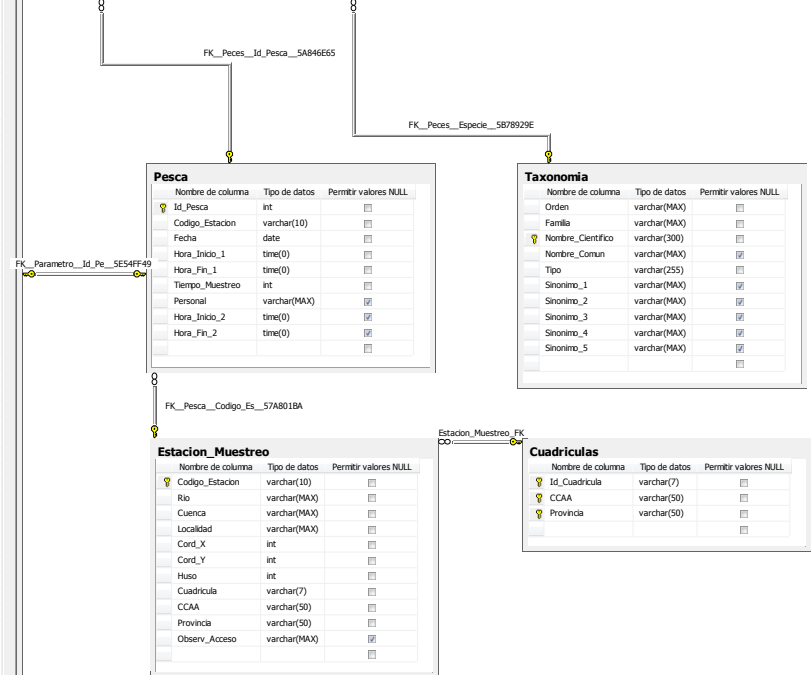 FK__Peces__Id_Pesca__5A846E65
FK__Peces__Especie__5B78929E
Pesca
Nombre de columna Tipo de datos Permitir valores NULL
Id_Pesca int
Codigo_Estacion varchar(10)
Fecha date
Hora_Inicio_1 time(0)
Hora_Fin_1 time(0)
Tiempo_Muestreo int
Personal varchar(MAX)
Hora_Inicio_2 time(0)
Hora_Fin_2 time(0)
Taxonomia
Nombre de columna Tipo de datos Permitir valores NULL
Orden varchar(MAX)
Familia varchar(MAX)
Nombre_Cientifico varchar(300)
Nombre_Comun varchar(MAX)
Tipo varchar(255)
Sinonimo_1 varchar(MAX)
Sinonimo_2 varchar(MAX)
Sinonimo_3 varchar(MAX)
Sinonimo_4 varchar(MAX)
Sinonimo_5 varchar(MAX)
FK__Parametro__Id_Pe__5E54FF49
FK__Pesca__Codigo_Es__57A801BA
Estacion_Muestreo_FK
Estacion_Muestreo
Nombre de columna Tipo de datos Permitir valores NULL
Codigo_Estacion varchar(10)
Rio varchar(MAX)
Cuenca varchar(MAX)
Localidad varchar(MAX)
Cord_X int
Cord_Y int
Huso int
Cuadricula varchar(7)
CCAA varchar(50)
Provincia varchar(50)
Observ_Acceso varchar(MAX)
Cuadriculas
Nombre de columna Tipo de datos Permitir valores NULL
Id_Cuadricula varchar(7)
CCAA varchar(50)
Provincia varchar(50)